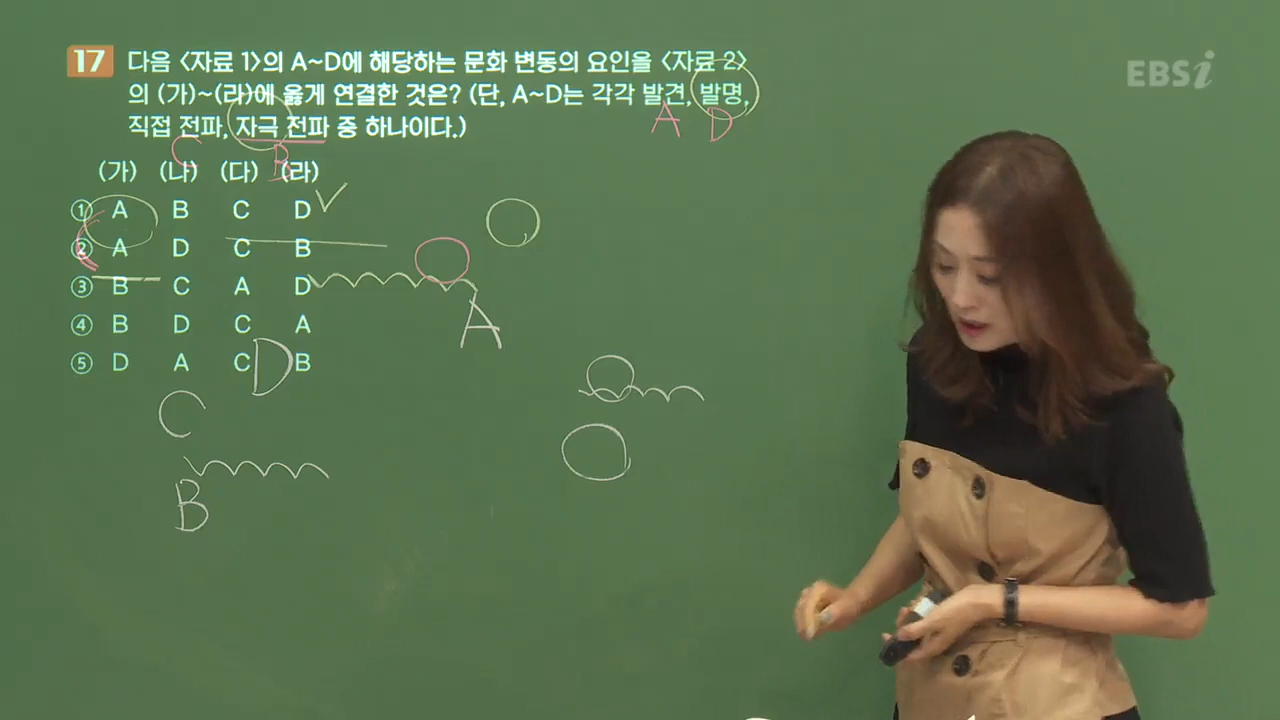 17 다음 <자료 1>의 A~D에 해당하는 문화 변동의 요인을 <자료 2>
의 (가)~(라)에 옳게 연결한 것은? (단, A~D는 각각 발견, 발명,
직접 전파, 자극 전파 중 하나이다.)
A D
C B
(가) (나) (다) (라)
① A B C D
② A D C B
③ B C A D
④ B D C A
⑤ D A C B
A
D
C
B
EBSi